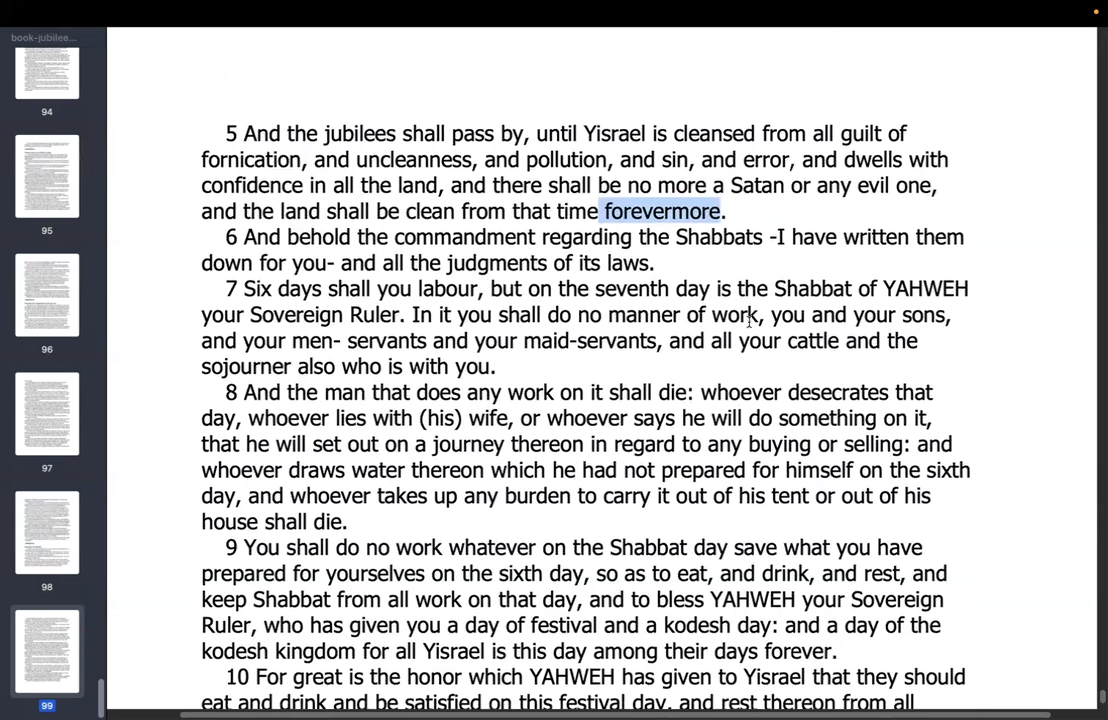 book-jubilee...
94
95
96
97
98
99
5 And the jubilees shall pass by, until Yisrael is cleansed from all guilt of
fornication, and uncleanness, and pollution, and sin, and error, and dwells with
confidence in all the land, and there shall be no more a Satan or any evil one,
and the land shall be clean from that time forevermore.
6 And behold the commandment regarding the Shabbats -I have written them
down for you- and all the judgments of its laws.
7 Six days shall you labour, but on the seventh day is the Shabbat of YAHWEH
your Sovereign Ruler. In it you shall do no manner of work, you and your sons,
and your men- servants and your maid-servants, and all your cattle and the
sojourner also who is with you.
8 And the man that does any work on it shall die: whoever desecrates that
day, whoever lies with (his) wife, or whoever says he will do something on it,
that he will set out on a journey thereon in regard to any buying or selling: and
whoever draws water thereon which he had not prepared for himself on the sixth
day, and whoever takes up any burden to carry it out of his tent or out of his
house shall die.
9 You shall do no work whatever on the Shabbat day save what you have
prepared for yourselves on the sixth day, so as to eat, and drink, and rest, and
keep Shabbat from all work on that day, and to bless YAHWEH your Sovereign
Ruler, who has given you a day of festival and a kodesh day: and a day of the
kodesh kingdom for all Yisrael is this day among their days forever.
10 For great is the honor which YAHWEH has given to Yisrael that they should
eat and drink and be satisfied on this festival day, and rest thereon from all